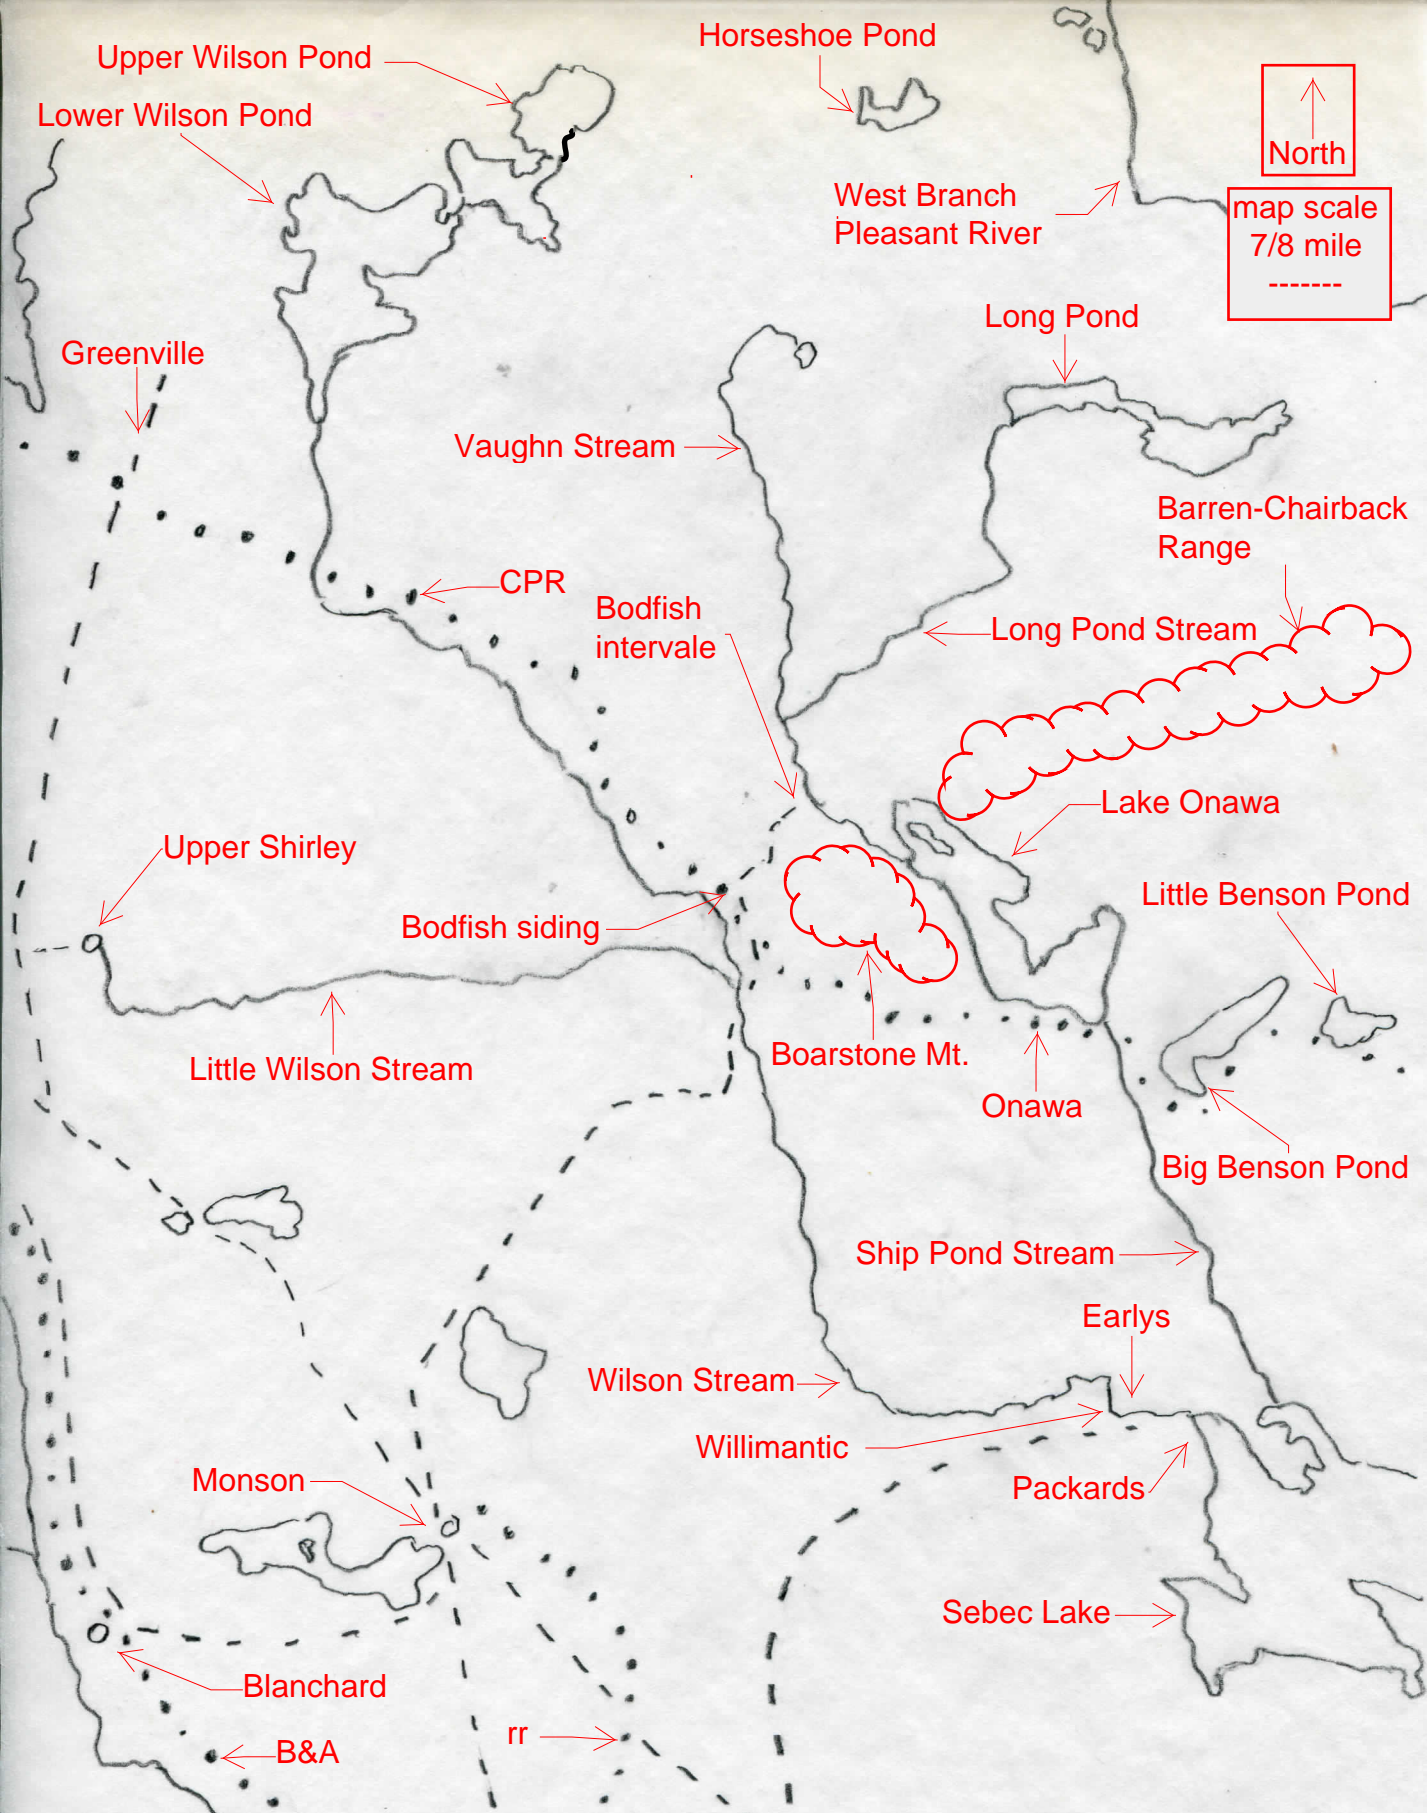 Horseshoe Pond
Upper Wilson Pond
Lower Wilson Pond
North
West Branch
Pleasant River
map scale
7/8 mile
-------
Long Pond
Greenville
Vaughn Stream
Barren-Chairback
Range
CPR
Bodfish
intervale
Long Pond Stream
Lake Onawa
Upper Shirley
Little Benson Pond
Bodfish siding
Boarstone Mt.
Little Wilson Stream
Onawa
Big Benson Pond
Ship Pond Stream
Earlys
Wilson Stream
Willimantic
Monson
Packards
Sebec Lake
Blanchard
rr
B&A